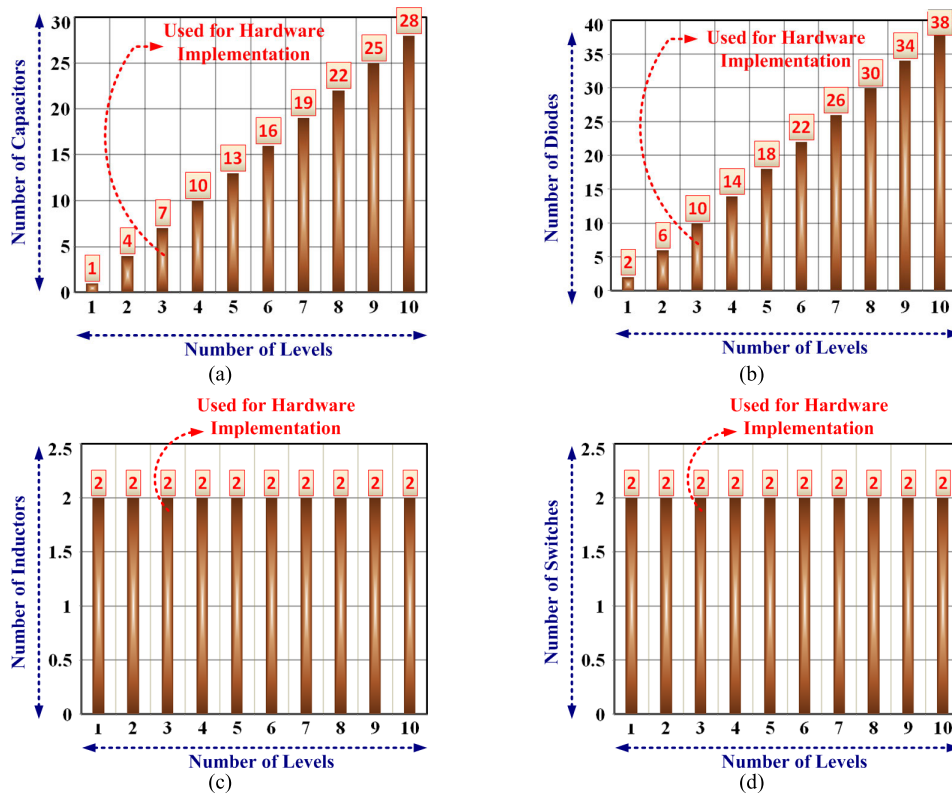 Number of Capacitors
30
25
20
15
10
5
0
Used for Hardware
Implementation
1
4
7
10
13
16
19
22
25
28
1 2 3 4 5 6 7 8 9 10
Number of Levels
(a)
Number of Diodes
40
35
30
25
20
15
10
5
0
Used for Hardware
Implementation
2
6
10
14
18
22
26
30
34
38
1 2 3 4 5 6 7 8 9 10
Number of Levels
(b)
Used for Hardware
Implementation
Number of Inductors
2.5
2
1.5
1
0.5
0
2 2 2 2 2 2 2 2 2 2
1 2 3 4 5 6 7 8 9 10
Number of Levels
(c)
Used for Hardware
Implementation
Number of Switches
2.5
2
1.5
1
0.5
0
2 2 2 2 2 2 2 2 2 2
1 2 3 4 5 6 7 8 9 10
Number of Levels
(d)